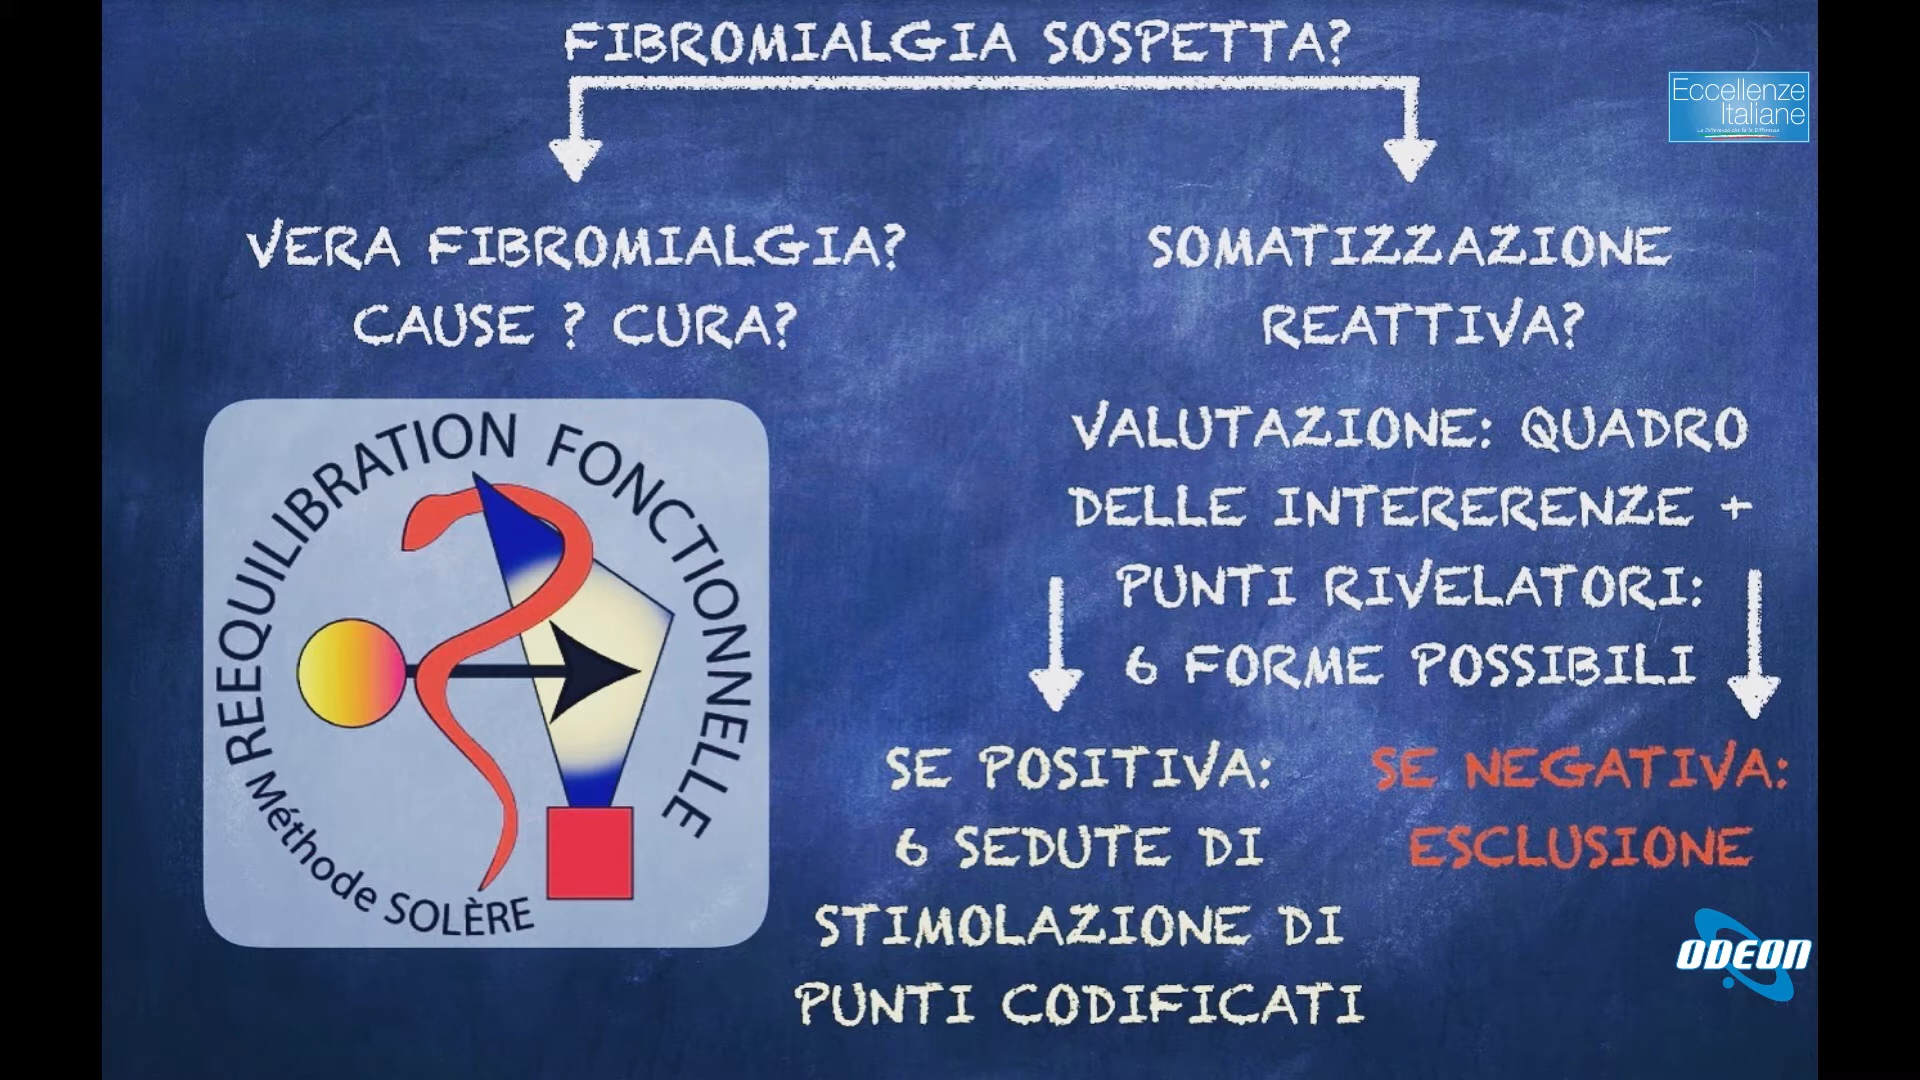 FIBROMIALGIA SOSPETTA?
Eccellenze
Italiane
VERA FIBROMIALGIA?
CAUSE ? CURA?
SOMATIZZAZIONE
REATTIVA?
VALUTAZIONE: QUADRO
DELLE INTERERENZE +
PUNTI RIVELATORI:
6 FORME POSSIBILI
REEQUILIBRATION FONCTIONNELLE
Méthode SOLÈRE
SE POSITIVA:
6 SEDUTE DI
STIMOLAZIONE DI
PUNTI CODIFICATI
SE NEGATIVA:
ESCLUSIONE
ODEON